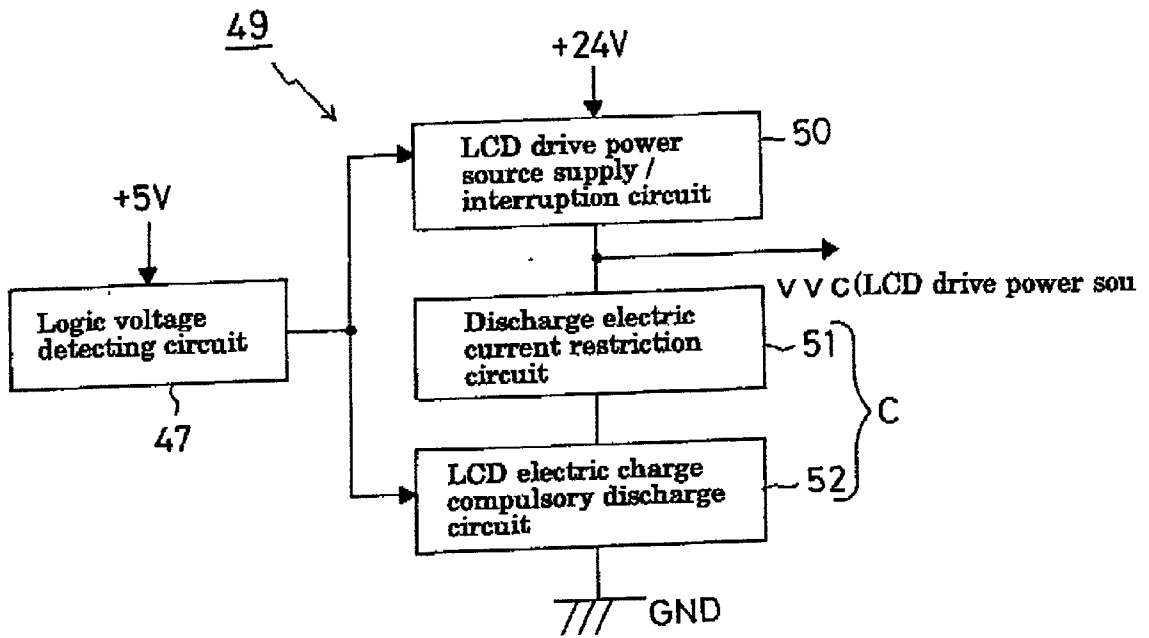 49
+24V
LCD drive power
source supply /
interruption circuit
50
+5V
Logic voltage
detecting circuit
47
V V C (LCD drive power sou
Discharge electric
current restriction
circuit
51
C
LCD electric charge
compulsory discharge
circuit
52
GND